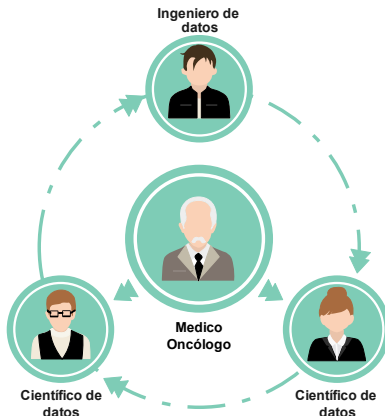 Ingeniero de
datos
Medico
Oncólogo
Científico de
datos
Científico de
datos